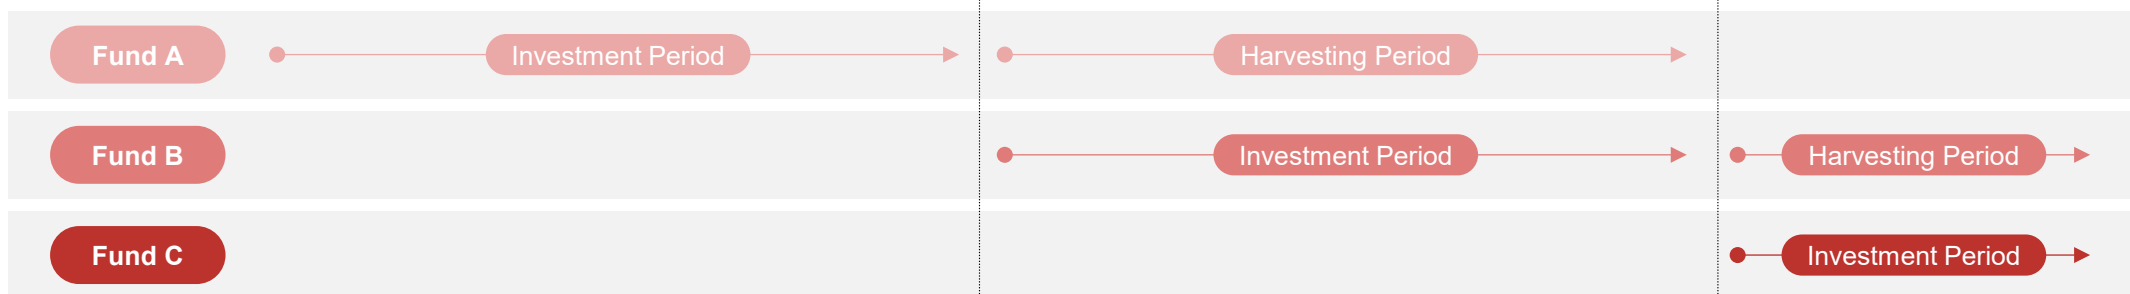 Fund A
Investment Period
Harvesting Period
Fund B
Investment Period
Harvesting Period
Fund C
Investment Period